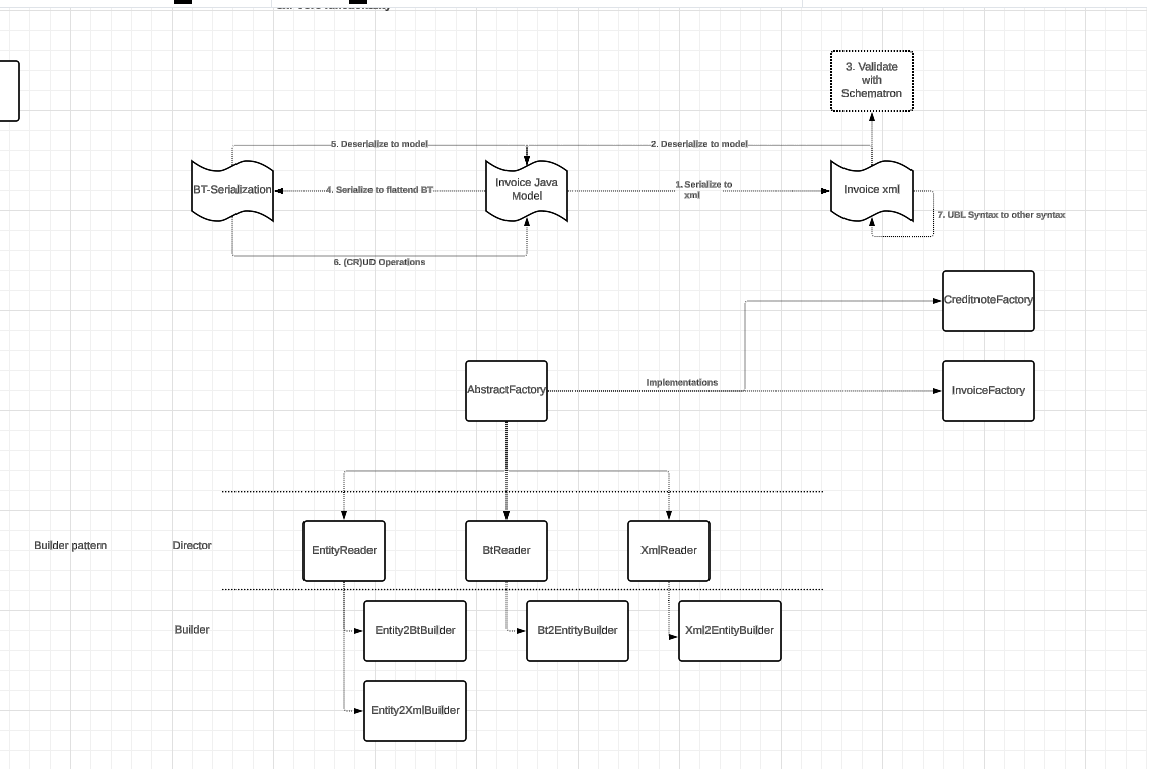 3. Validate
with
Schematron
5. Deserialize to model
2. Deserialize to model
BT-Serialization
4. Serialize to flattend BT
Invoice Java
Model
1. Serialize to
xml
Invoice xml
7. UBL Syntax to other syntax
6. (CR)UD Operations
CreditnoteFactory
AbstractFactory
Implementations
InvoiceFactory
Builder pattern
Director
EntityReader
BtReader
XmlReader
Builder
Entity2BtBuilder
Bt2EntityBuilder
Xml2EntityBuilder
Entity2XmlBuilder